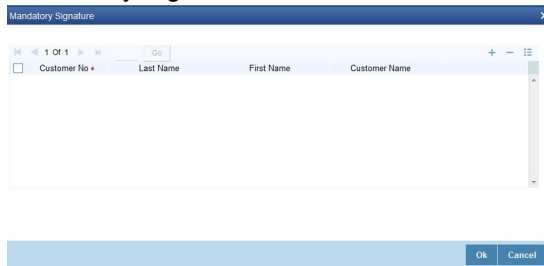 Mandatory Signature
1 Of 1 Go
Customer No * Last Name First Name Customer Name
Ok Cancel